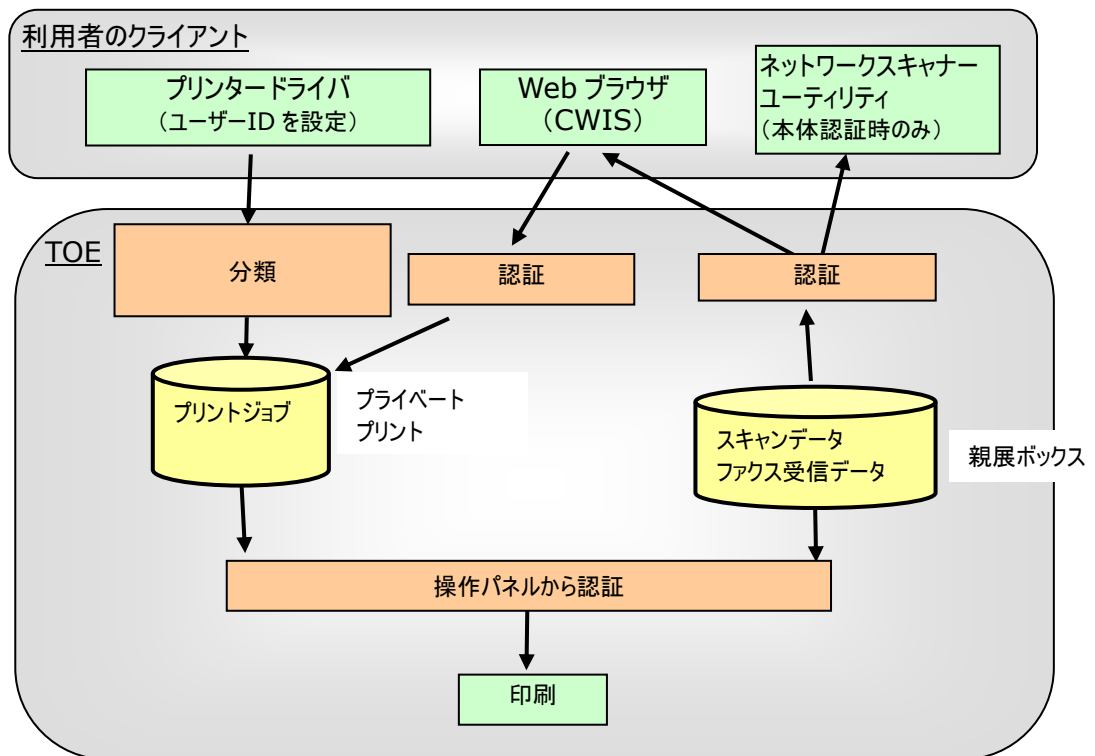 利用者のクライアント
プリンタードライバ
（ユーザーID を設定）
Web ブラウザ
（CWIS）
ネットワークスキャナー
ユーティリティ
（本体認証時のみ）
TOE
分類
認証
認証
プリントジョブ
プライベート
プリント
スキャンデータ
ファクス受信データ
親展ボックス
操作パネルから認証
印刷